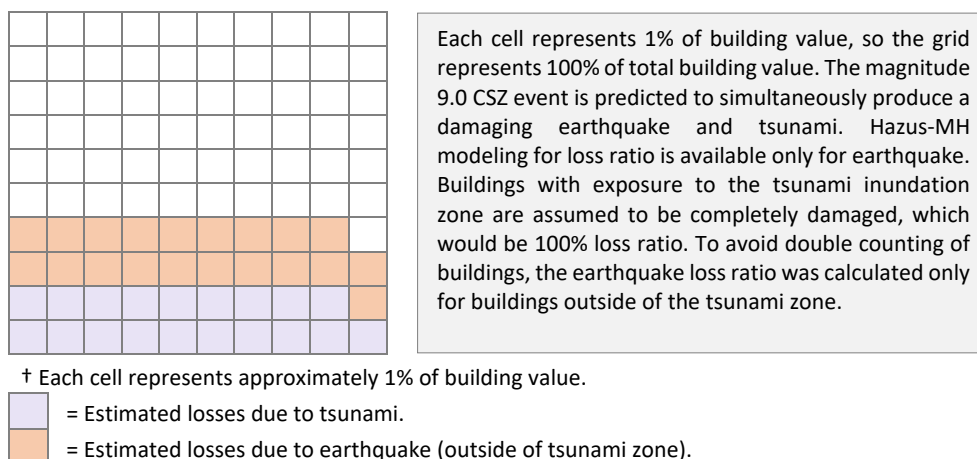 Each cell represents 1% of building value, so the grid
represents 100% of total building value. The magnitude
9.0 CSZ event is predicted to simultaneously produce a
damaging earthquake and tsunami. Hazus-MH
modeling for loss ratio is available only for earthquake.
Buildings with exposure to the tsunami inundation
zone are assumed to be completely damaged, which
would be 100% loss ratio. To avoid double counting of
buildings, the earthquake loss ratio was calculated only
for buildings outside of the tsunami zone.
† Each cell represents approximately 1% of building value.
= Estimated losses due to tsunami.
= Estimated losses due to earthquake (outside of tsunami zone).